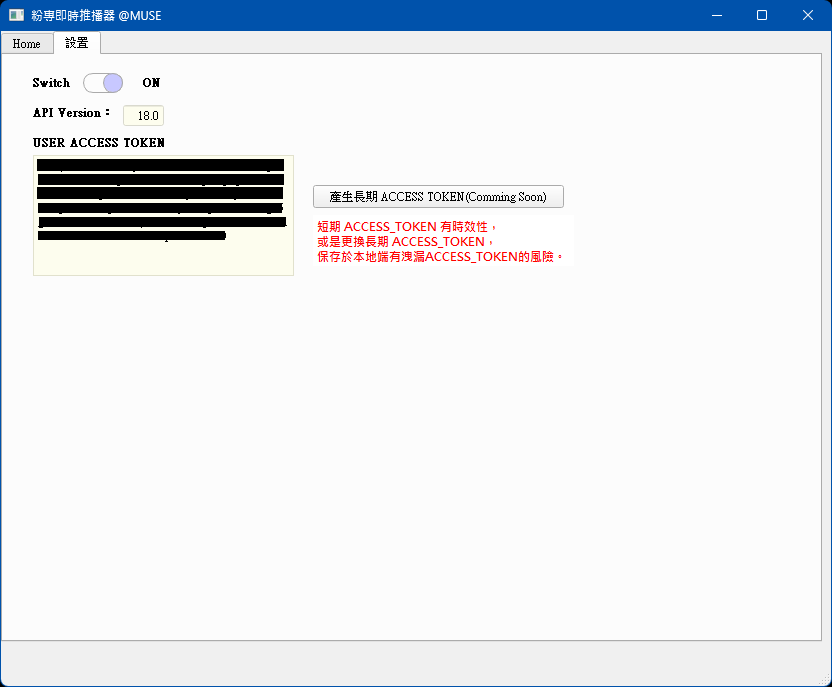 粉專即時推播器 @MUSE
Home 設置
Switch ON
API Version： 18.0
USER ACCESS TOKEN
產生長期 ACCESS TOKEN(Comming Soon)
短期 ACCESS_TOKEN 有時效性，
或是更換長期 ACCESS_TOKEN，
保存於本地端有洩漏ACCESS_TOKEN的風險。